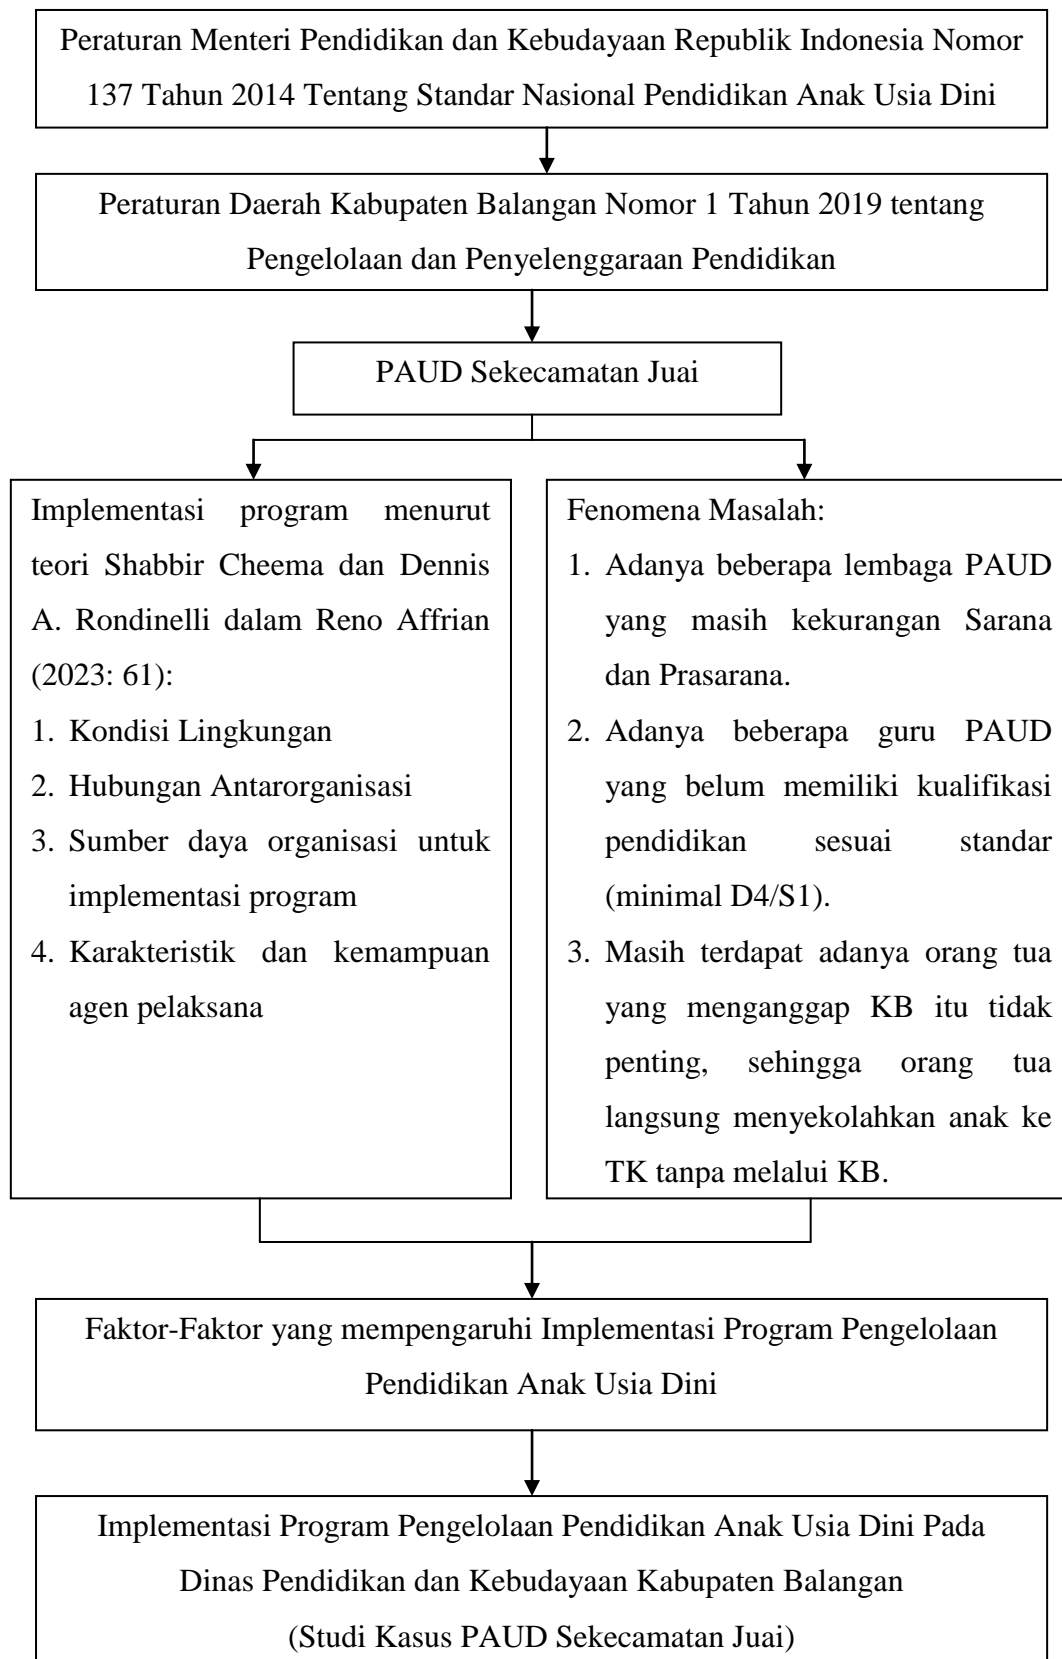 Peraturan Menteri Pendidikan dan Kebudayaan Republik Indonesia Nomor
137 Tahun 2014 Tentang Standar Nasional Pendidikan Anak Usia Dini
Peraturan Daerah Kabupaten Balangan Nomor 1 Tahun 2019 tentang
Pengelolaan dan Penyelenggaraan Pendidikan
PAUD Sekecamatan Juai
Implementasi program menurut
teori Shabbir Cheema dan Dennis
A. Rondinelli dalam Reno Affrian
(2023: 61):
1. Kondisi Lingkungan
2. Hubungan Antarorganisasi
3. Sumber daya organisasi untuk
implementasi program
4. Karakteristik dan kemampuan
agen pelaksana
Fenomena Masalah:
1. Adanya beberapa lembaga PAUD
yang masih kekurangan Sarana
dan Prasarana.
2. Adanya beberapa guru PAUD
yang belum memiliki kualifikasi
pendidikan sesuai standar
(minimal D4/S1).
3. Masih terdapat adanya orang tua
yang menganggap KB itu tidak
penting, sehingga orang tua
langsung menyekolahkan anak ke
TK tanpa melalui KB.
Faktor-Faktor yang mempengaruhi Implementasi Program Pengelolaan
Pendidikan Anak Usia Dini
Implementasi Program Pengelolaan Pendidikan Anak Usia Dini Pada
Dinas Pendidikan dan Kebudayaan Kabupaten Balangan
(Studi Kasus PAUD Sekecamatan Juai)